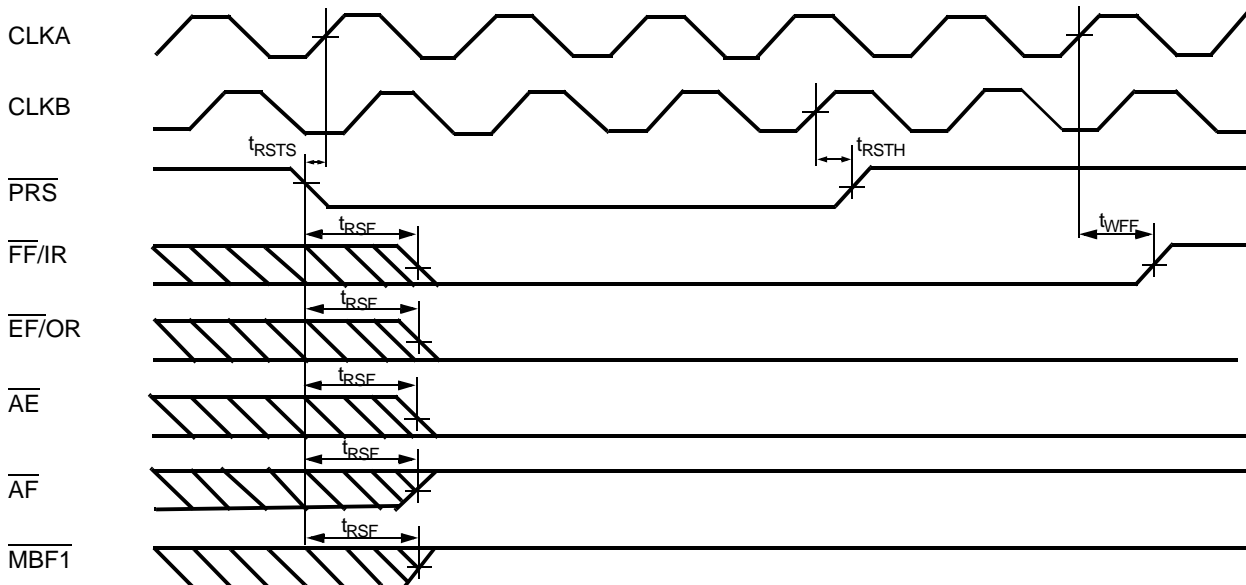 CLKA
CLKB
tRSTS
tRSTH
PRS
tRSF
tWFF
FF/IR
tRSF
EF/OR
tRSF
AE
tRSF
AF
tRSF
MBF1